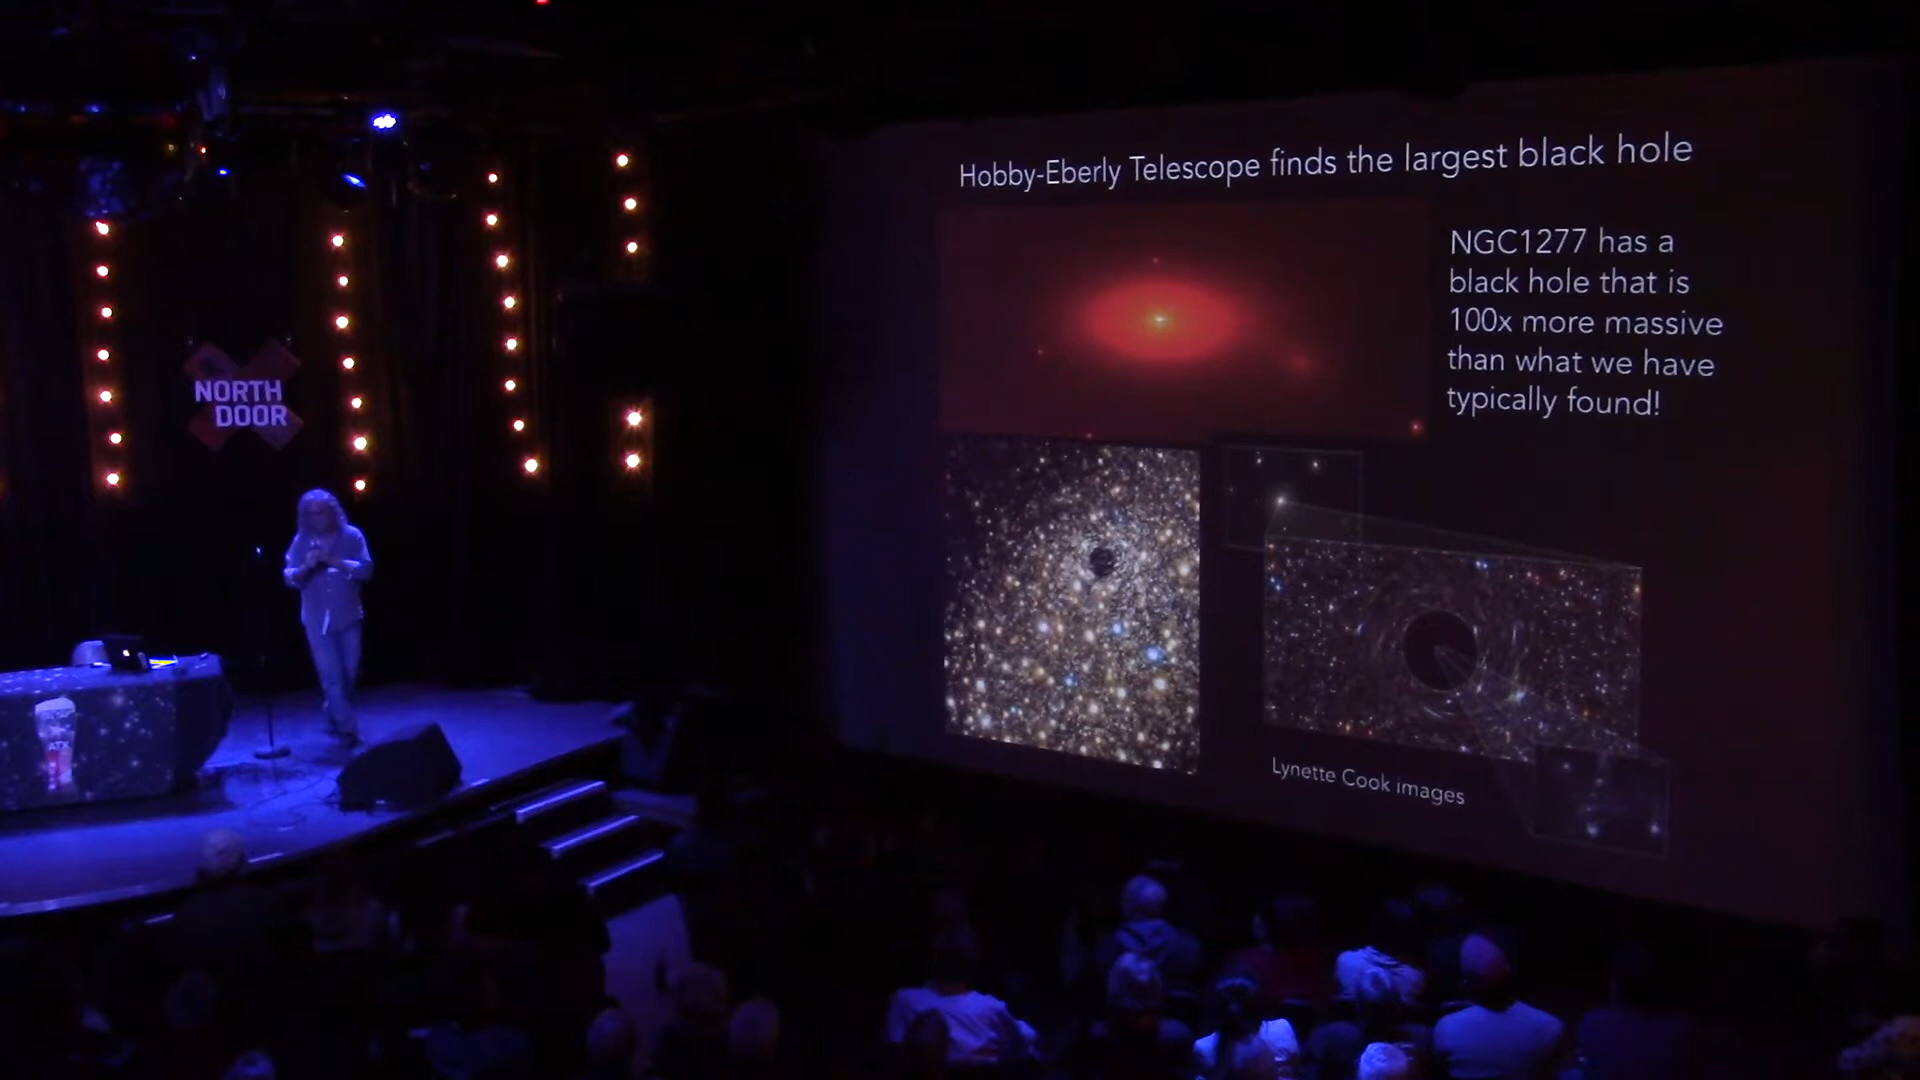 NORTH
DOOR
Hobby-Eberly Telescope finds the largest black hole
NGC1277 has a
black hole that is
100x more massive
than what we have
typically found!
Lynette Cook images
ATX